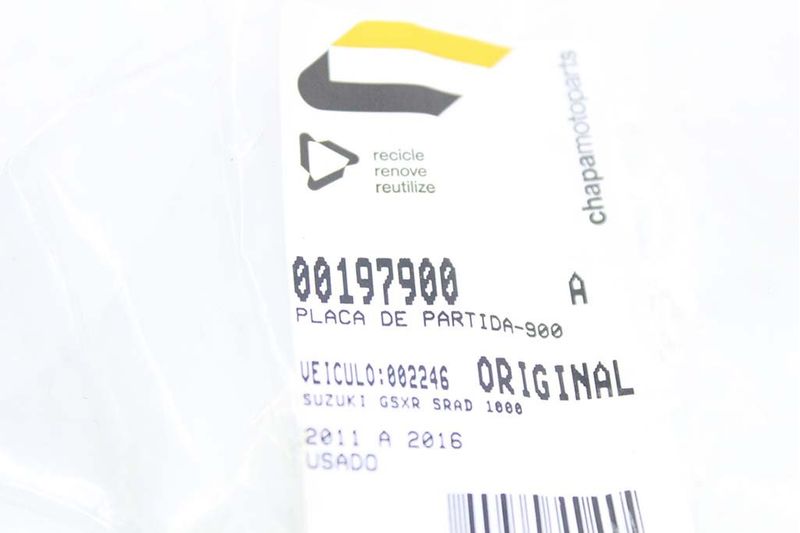 recicle
renove
reutilize
chapamotoparts
00197900 A
PLACA DE PARTIDA-900
VEICULO:002246 ORIGINAL
SUZUKI GSXR SRAD 1000
2011 A 2016
USADO